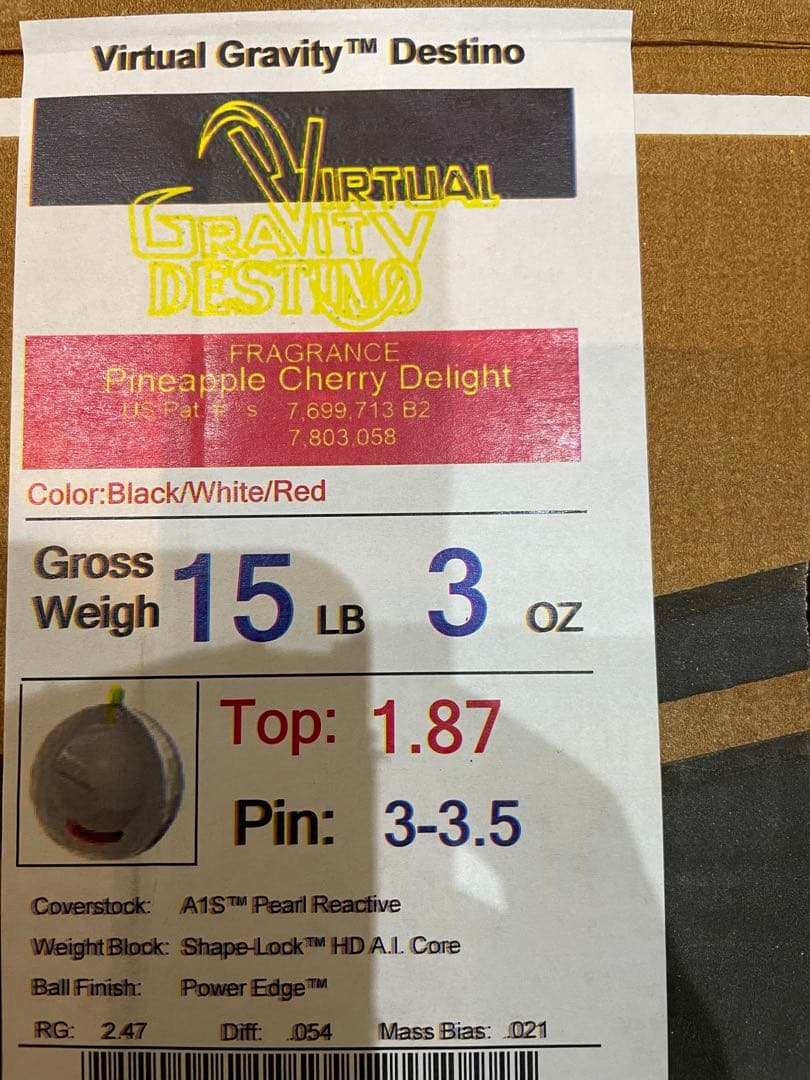 Virtual Gravity™ Destino
VIRTUAL
GRAVITY
DESTINO
FRAGRANCE
Pineapple Cherry Delight
US Pat # s 7,699,713 B2
7,803,058
Color:Black/White/Red
Gross
Weigh 15 LB 3 OZ
Top: 1.87
Pin: 3-3.5
Coverstock: A1S™ Pearl Reactive
Weight Block: Shape-Lock™ HD A.I. Core
Ball Finish: Power Edge™
RG: 2.47 Diff: .054 Mass Bias: .021